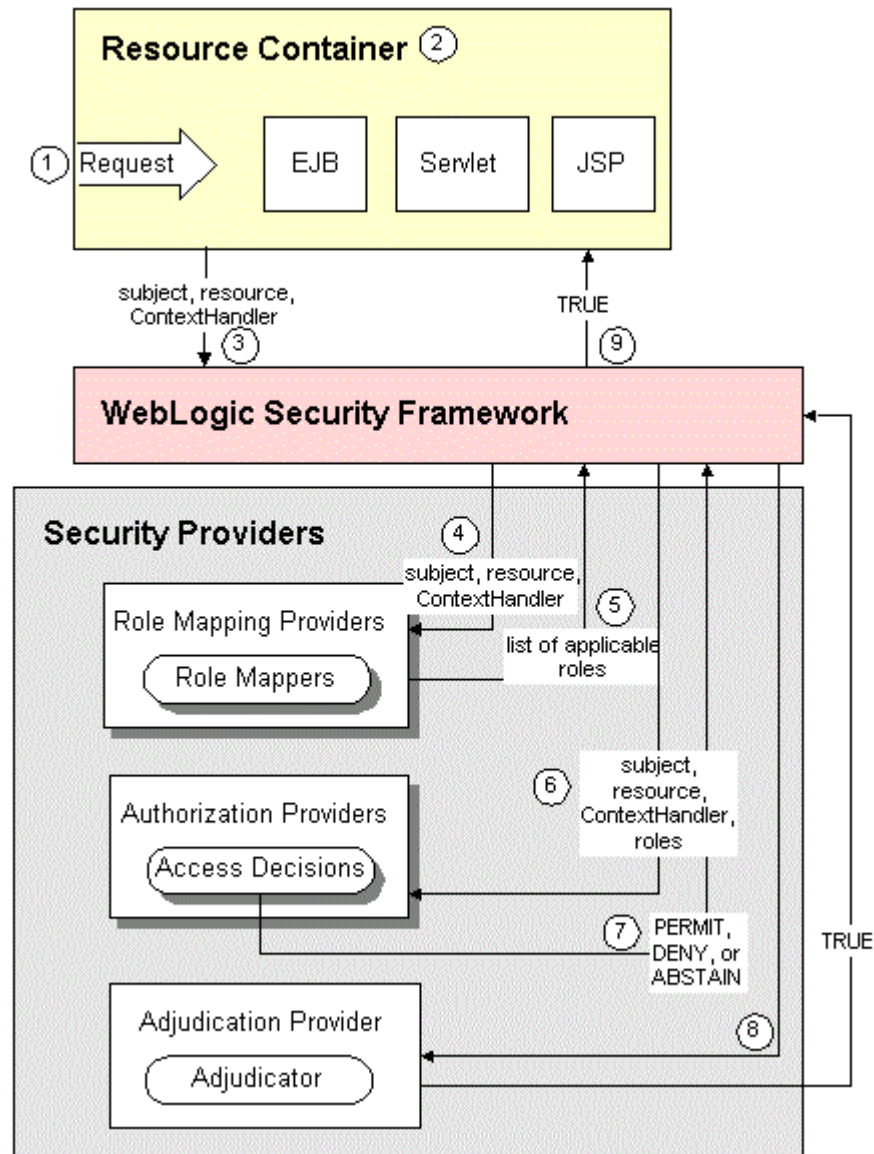 Resource Container 2
1 Request
EJB
Servlet
JSP
subject, resource,
ContextHandler
3
TRUE
9
WebLogic Security Framework
Security Providers
4
subject, resource,
ContextHandler
5
list of applicable
roles
Role Mapping Providers
Role Mappers
6
subject,
resource,
ContextHandler,
roles
Authorization Providers
Access Decisions
7
PERMIT,
DENY, or
ABSTAIN
TRUE
8
Adjudication Provider
Adjudicator